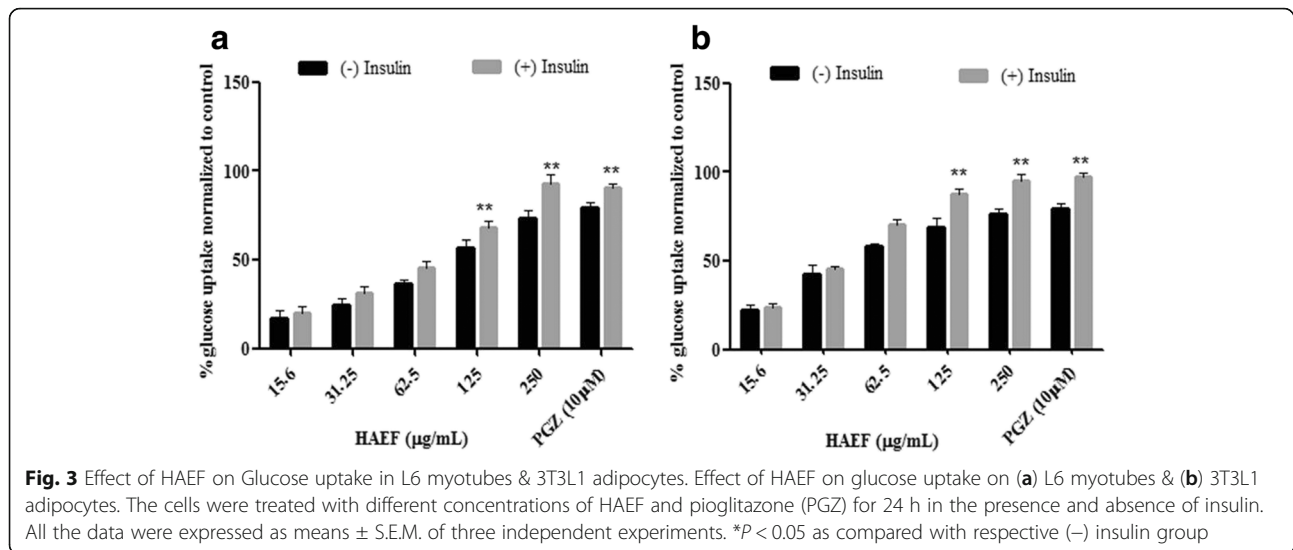 a
(-) Insulin
(+) Insulin
% glucose uptake normalized to control
150
100
50
0
**
**
**
15.6
31.25
62.5
125
250
PGZ (10µM)
HAEF (µg/mL)
b
(-) Insulin
(+) Insulin
% glucose uptake normalized to control
150
100
50
0
**
**
**
15.6
31.25
62.5
125
250
PGZ (10µM)
HAEF (µg/mL)
Fig. 3 Effect of HAEF on Glucose uptake in L6 myotubes & 3T3L1 adipocytes. Effect of HAEF on glucose uptake on (a) L6 myotubes & (b) 3T3L1
adipocytes. The cells were treated with different concentrations of HAEF and pioglitazone (PGZ) for 24 h in the presence and absence of insulin.
All the data were expressed as means ± S.E.M. of three independent experiments. *P < 0.05 as compared with respective (−) insulin group